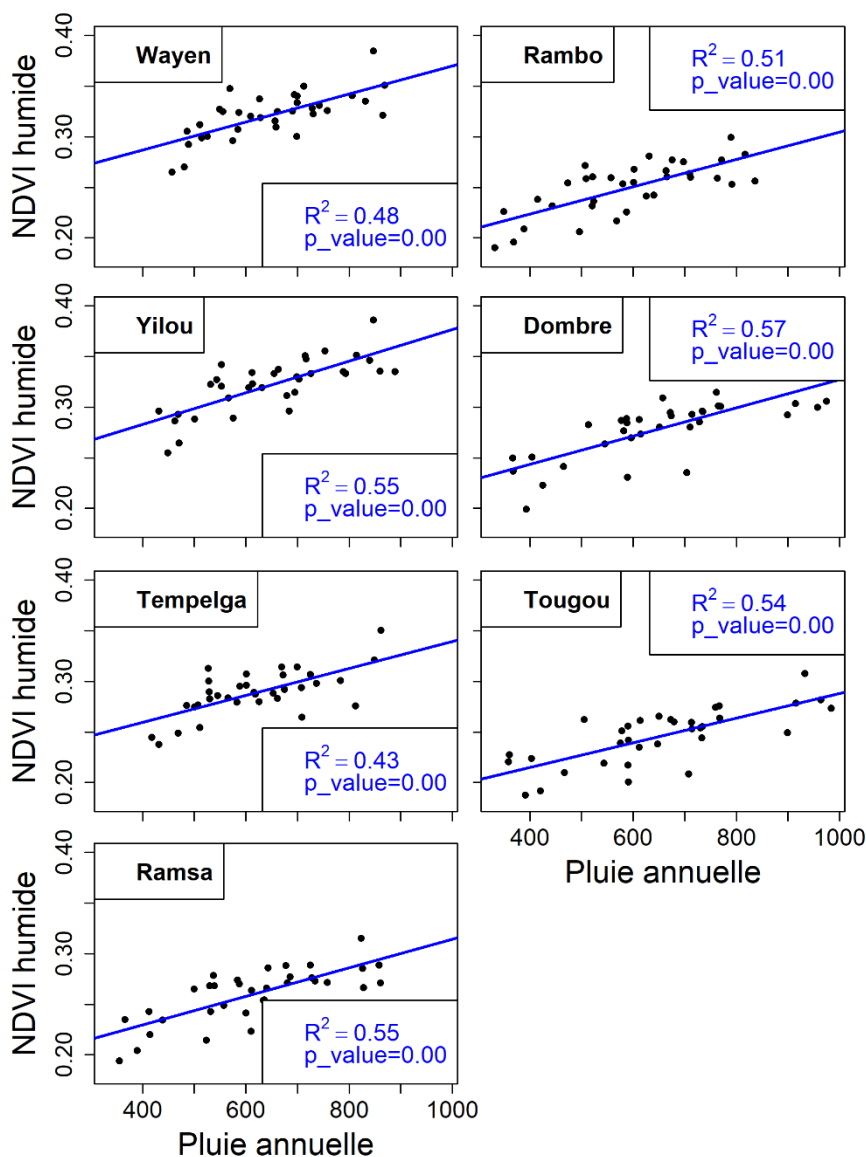 Wayen
NDVI humide
0.40
0.30
0.20
R² = 0.48
p_value=0.00
Rambo
R² = 0.51
p_value=0.00
Yilou
NDVI humide
0.40
0.30
0.20
R² = 0.55
p_value=0.00
Dombre
R² = 0.57
p_value=0.00
Tempelga
NDVI humide
0.40
0.30
0.20
R² = 0.43
p_value=0.00
Tougou
R² = 0.54
p_value=0.00
400 600 800 1000
Pluie annuelle
Ramsa
NDVI humide
0.40
0.30
0.20
R² = 0.55
p_value=0.00
400 600 800 1000
Pluie annuelle